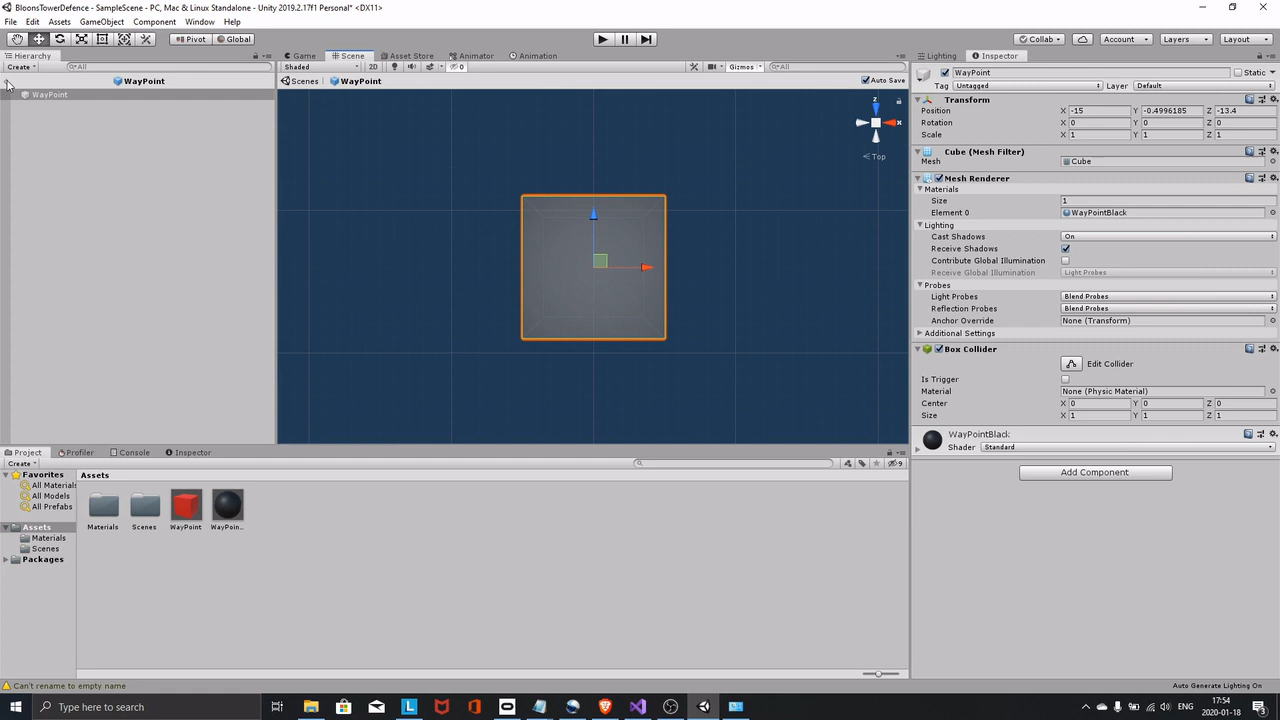 BloonsTowerDefence - SampleScene - PC, Mac & Linux Standalone - Unity 2019.2.17f1 Personal* <DX11>
File Edit Assets GameObject Component Window Help
Pivot Global Collab Account Layers Layout
Hierarchy Game Scene Asset Store Animator Animation Lighting Inspector
Create All Shaded 2D 0 Gizmos All
WayPoint Scenes WayPoint Auto Save
WayPoint
WayPoint Static
Tag Untagged Layer Default
Transform
Position X -15 Y -0.4996185 Z -13.4
Rotation X 0 Y 0 Z 0
Scale X 1 Y 1 Z 1
z
x
Top
Cube (Mesh Filter)
Mesh Cube
Mesh Renderer
Materials
Size 1
Element 0 WayPointBlack
Lighting
Cast Shadows On
Receive Shadows
Contribute Global Illumination
Receive Global Illumination Light Probes
Probes
Light Probes Blend Probes
Reflection Probes Blend Probes
Anchor Override None (Transform)
Additional Settings
Box Collider
Edit Collider
Is Trigger
Material None (Physic Material)
Center X 0 Y 0 Z 0
Size X 1 Y 1 Z 1
WayPointBlack
Shader Standard
Add Component
Project Profiler Console Inspector
Create 9
Favorites
All Materials
All Models
All Prefabs
Assets
Materials
Scenes
Packages
Assets
Materials Scenes WayPoint WayPoin...
Can't rename to empty name
Auto Generate Lighting On
Type here to search
ENG
17:54
2020-01-18